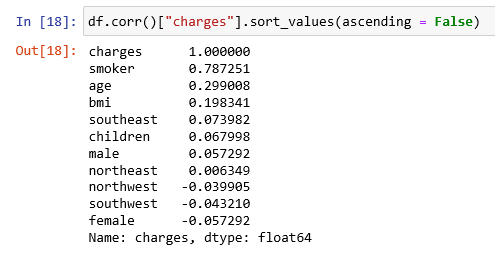 In [18]: df.corr()["charges"].sort_values(ascending = False)
Out[18]: charges 1.000000
smoker 0.787251
age 0.299008
bmi 0.198341
southeast 0.073982
children 0.067998
male 0.057292
northeast 0.006349
northwest -0.039905
southwest -0.043210
female -0.057292
Name: charges, dtype: float64